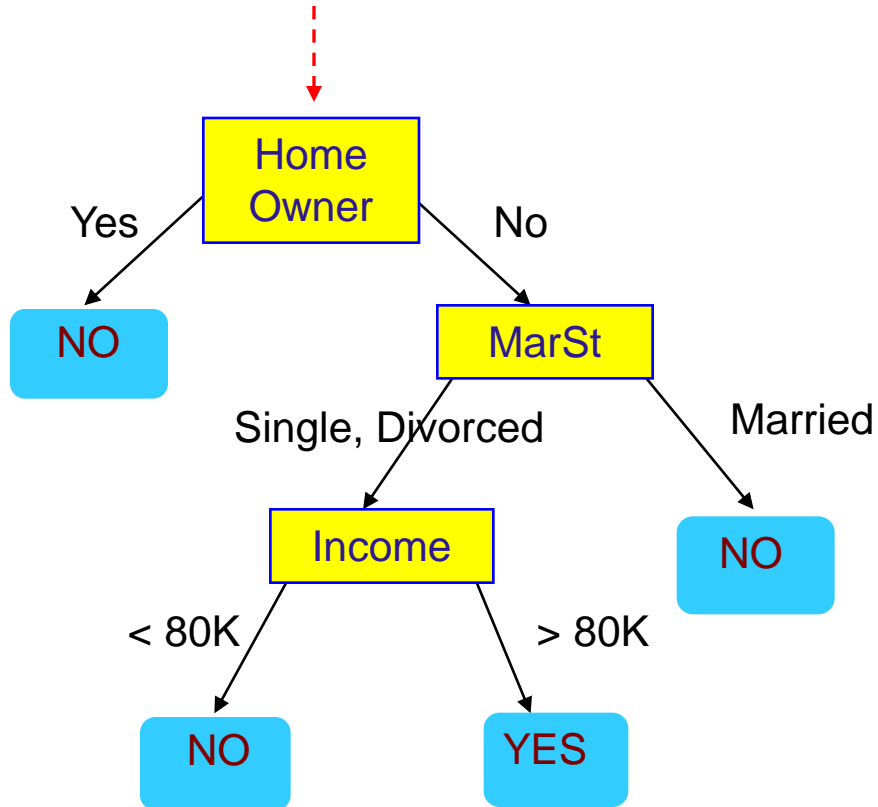 Home
Owner
Yes
No
NO
MarSt
Single, Divorced
Married
Income
NO
< 80K
> 80K
NO
YES